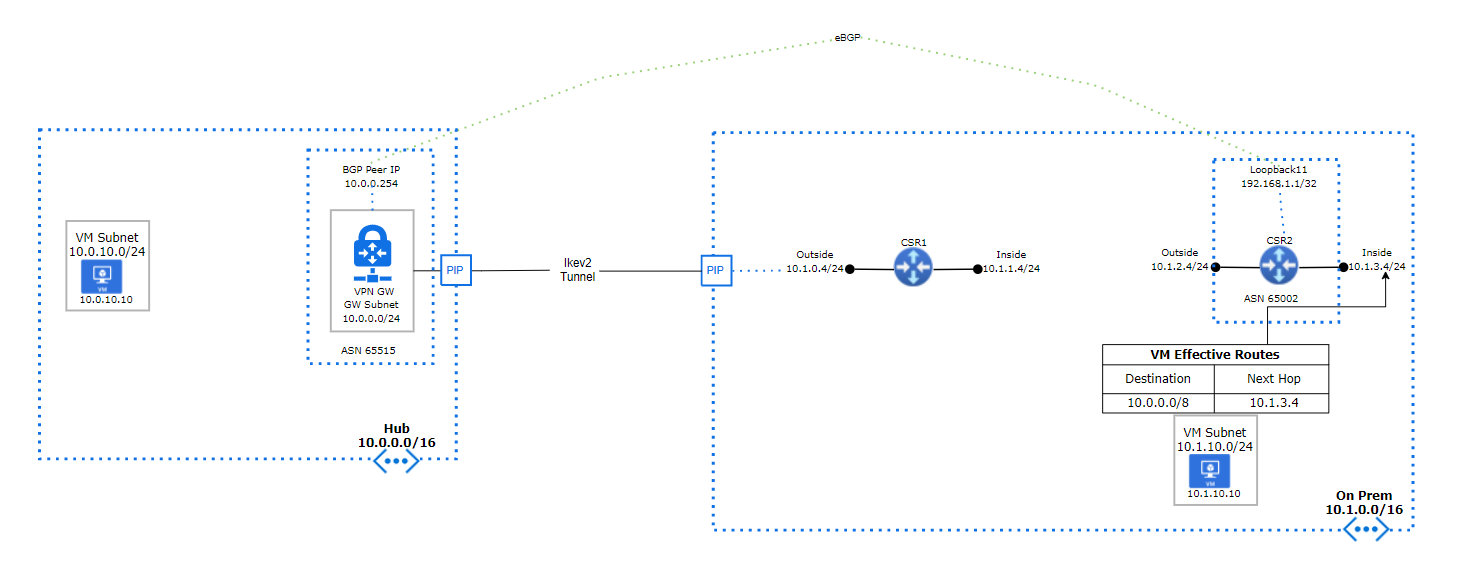 eBGP
BGP Peer IP
10.0.0.254
VM Subnet
10.0.10.0/24
VM
10.0.10.10
VPN GW
GW Subnet
10.0.0.0/24
ASN 65515
PIP
Ikev2
Tunnel
PIP
Hub
10.0.0.0/16
Outside
10.1.0.4/24
CSR1
Inside
10.1.1.4/24
Loopback11
192.168.1.1/32
Outside
10.1.2.4/24
CSR2
Inside
10.1.3.4/24
ASN 65002
VM Effective Routes
Destination Next Hop
10.0.0.0/8 10.1.3.4
VM Subnet
10.1.10.0/24
VM
10.1.10.10
On Prem
10.1.0.0/16